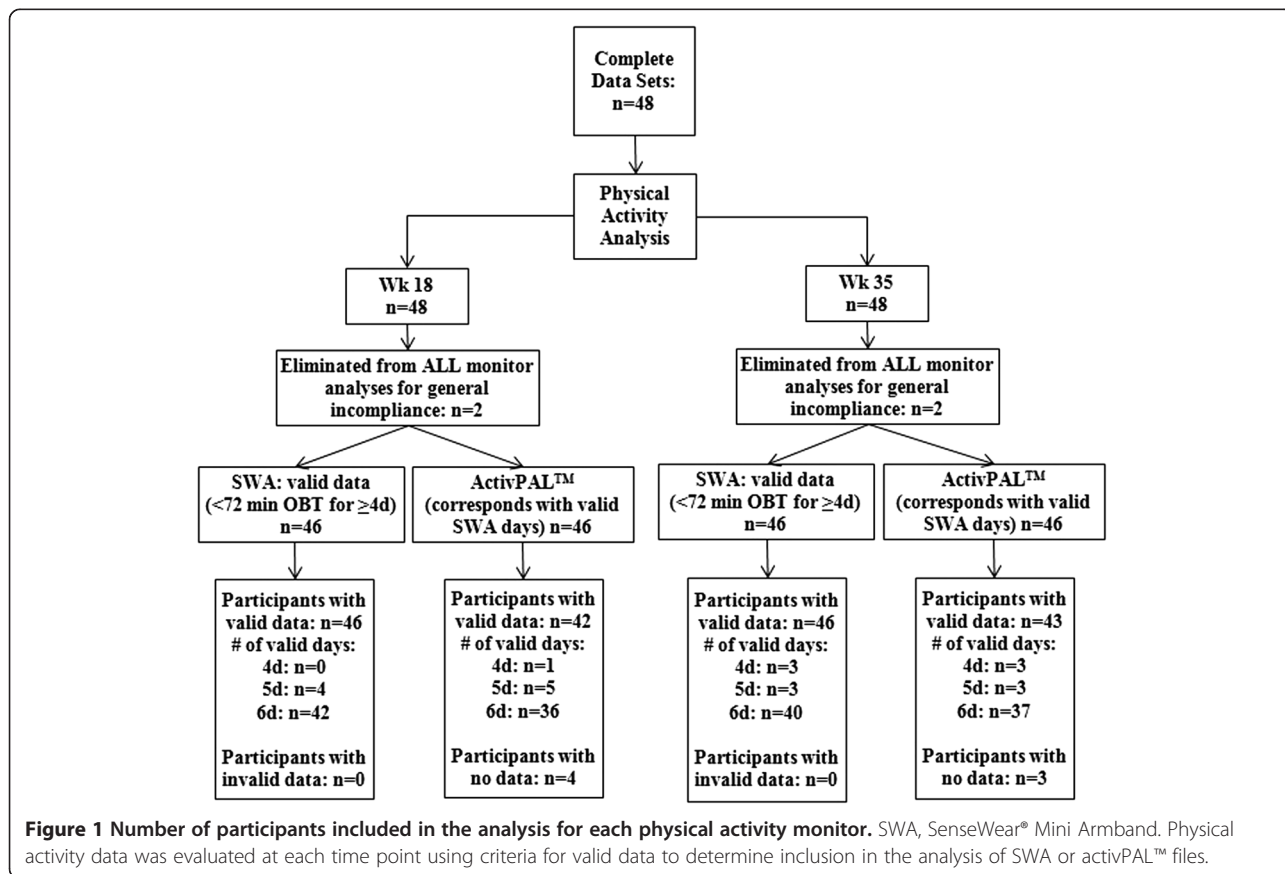 Complete
Data Sets:
n=48
Physical
Activity
Analysis
Wk 18
n=48
Wk 35
n=48
Eliminated from ALL monitor
analyses for general
incompliance: n=2
Eliminated from ALL monitor
analyses for general
incompliance: n=2
SWA: valid data
(<72 min OBT for ≥4d)
n=46
ActivPAL™
(corresponds with valid
SWA days) n=46
SWA: valid data
(<72 min OBT for ≥4d)
n=46
ActivPAL™
(corresponds with valid
SWA days) n=46
Participants with
valid data: n=46
# of valid days:
4d: n=0
5d: n=4
6d: n=42
Participants with
invalid data: n=0
Participants with
valid data: n=42
# of valid days:
4d: n=1
5d: n=5
6d: n=36
Participants with
no data: n=4
Participants with
valid data: n=46
# of valid days:
4d: n=3
5d: n=3
6d: n=40
Participants with
invalid data: n=0
Participants with
valid data: n=43
# of valid days:
4d: n=3
5d: n=3
6d: n=37
Participants with
no data: n=3
Figure 1 Number of participants included in the analysis for each physical activity monitor. SWA, SenseWear® Mini Armband. Physical
activity data was evaluated at each time point using criteria for valid data to determine inclusion in the analysis of SWA or activPAL™ files.